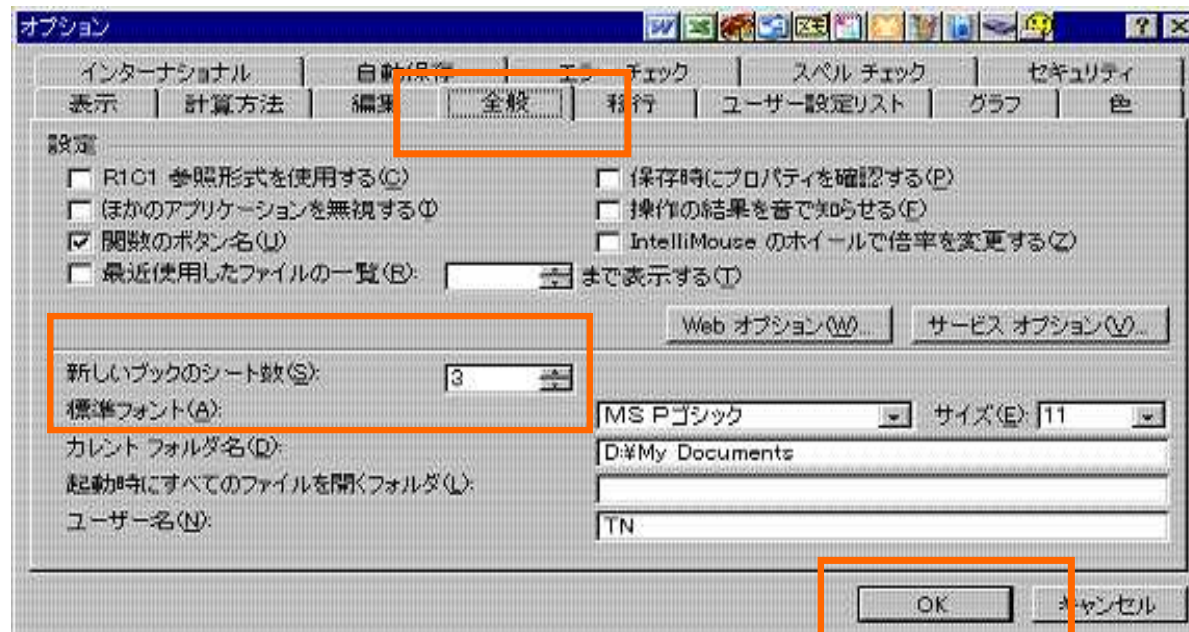 オプション
インターナショナル 自動保存 エラー チェック スペル チェック セキュリティ
表示 計算方法 編集 全般 移行 ユーザー設定リスト グラフ 色
設定
R1C1 参照形式を使用する(C) 保存時にプロパティを確認する(P)
ほかのアプリケーションを無視する(I) 操作の結果を音で知らせる(F)
関数のボタン名(U) IntelliMouse のホイールで倍率を変更する(Z)
最近使用したファイルの一覧(R): まで表示する(T)
Web オプション(W)... サービス オプション(V)...
新しいブックのシート数(S): 3
標準フォント(A): MS Pゴシック サイズ(E): 11
カレント フォルダ名(D): D:¥My Documents
起動時にすべてのファイルを開くフォルダ(L):
ユーザー名(N): TN
OK キャンセル